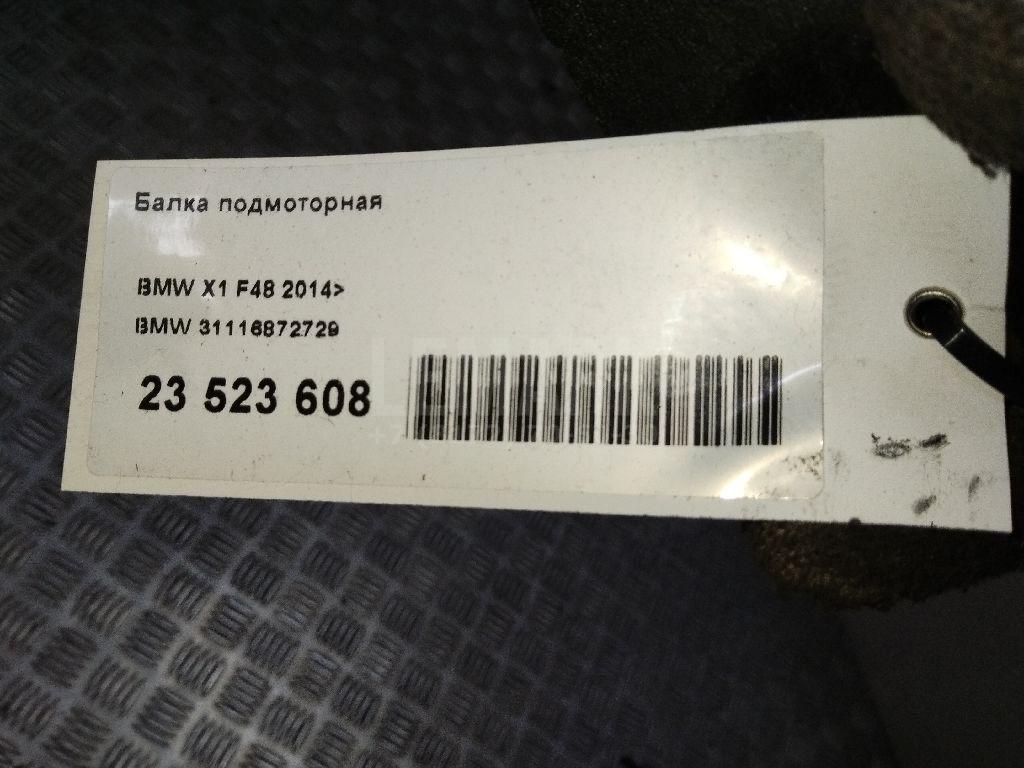 Балка подмоторная
BMW X1 F48 2014>
BMW 31116872729
23 523 608